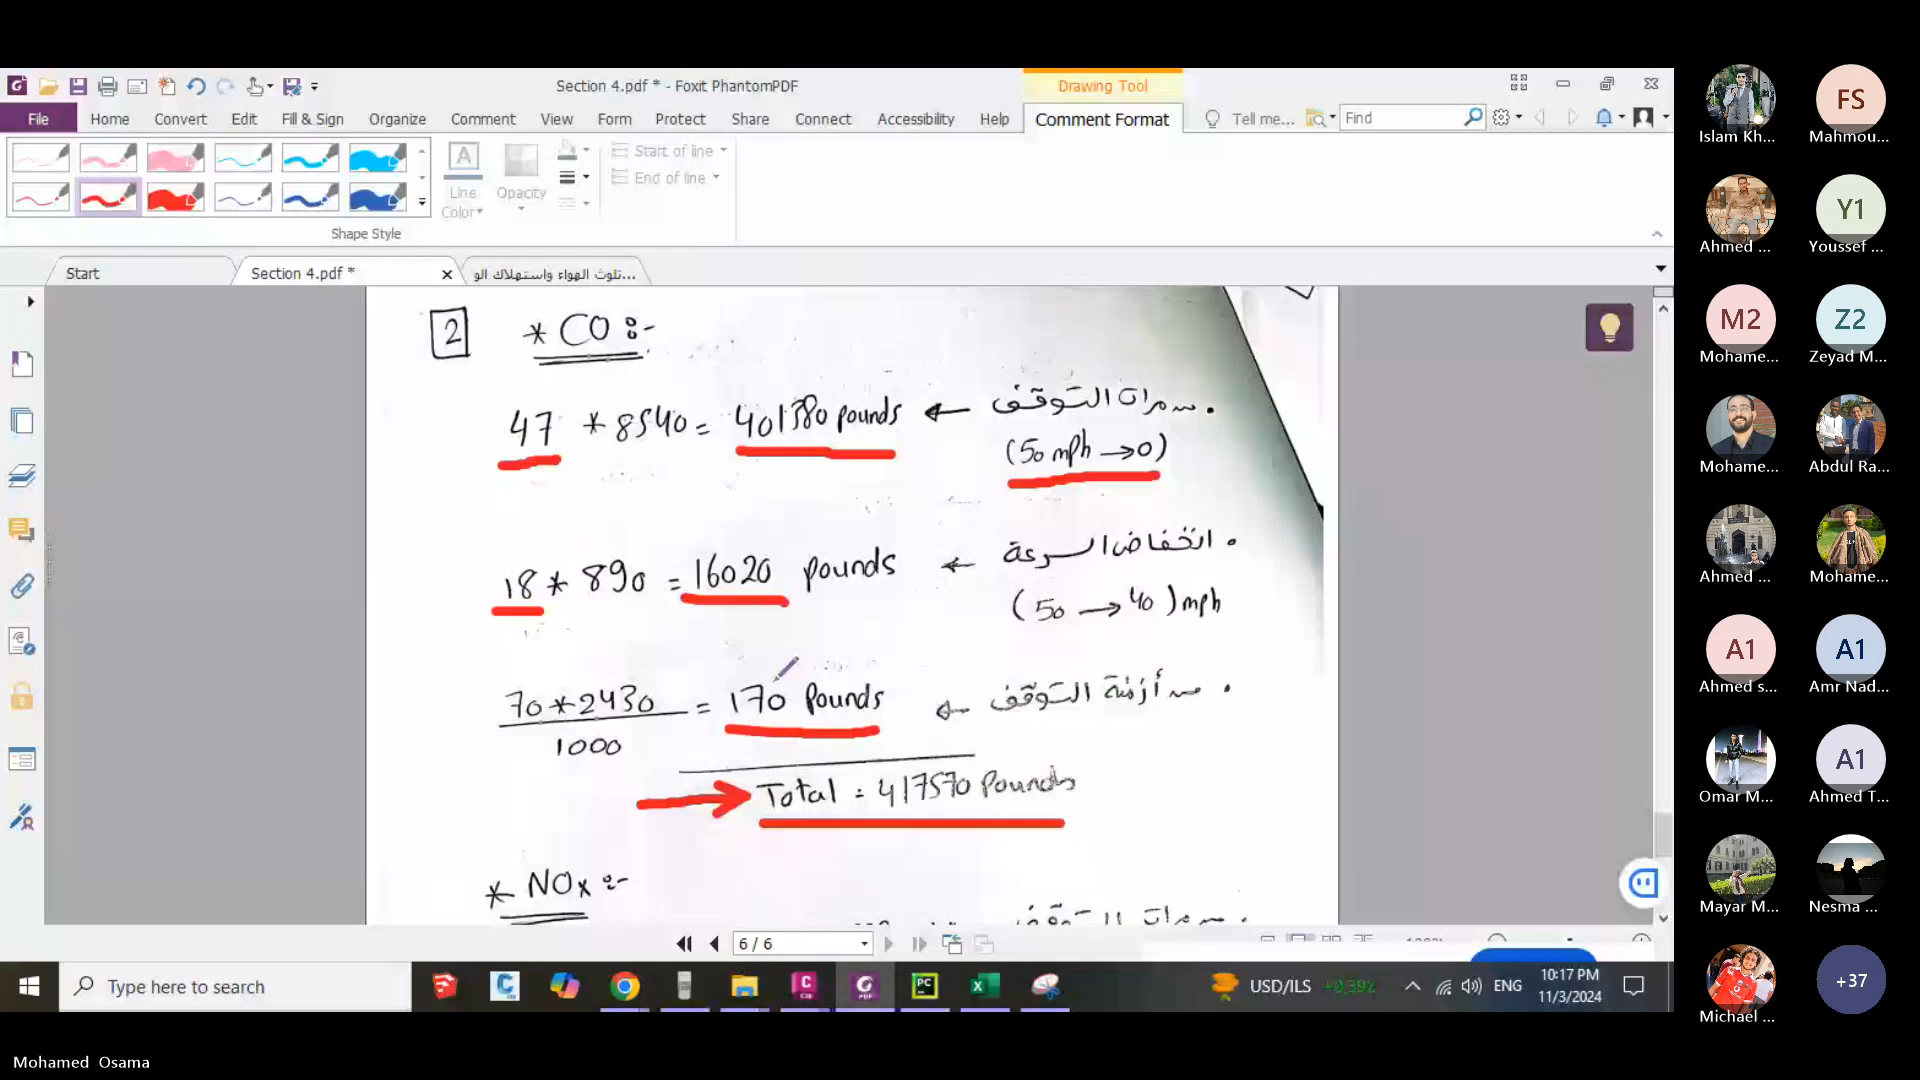 Section 4.pdf * - Foxit PhantomPDF
Drawing Tool
File Home Convert Edit Fill & Sign Organize Comment View Form Protect Share Connect Accessibility Help Comment Format Tell me... Find
Start of line
End of line
Line Color
Opacity
Shape Style
Start
Section 4.pdf *
تلوث الهواء واستهلاك الو...
2 * CO :-
47 * 8540 = 401380 pounds ← مرات التوقف
(50 mph → 0)
18 * 890 = 16020 pounds ← انخفاض السرعة
(50 → 40) mph
70 * 2430 = 170 Pounds ← أزمنة التوقف
1000
Total = 417570 Pounds
* NOx :-
6 / 6
Type here to search
USD/ILS +0,39%
ENG
10:17 PM
11/3/2024
Islam Kh...
FS
Mahmou...
Ahmed ...
Y1
Youssef ...
M2
Mohame...
Z2
Zeyad M...
Mohame...
Abdul Ra...
Ahmed ...
Mohame...
A1
Ahmed s...
A1
Amr Nad...
Omar M...
A1
Ahmed T...
Mayar M...
Nesma ...
Michael ...
+37
Mohamed Osama